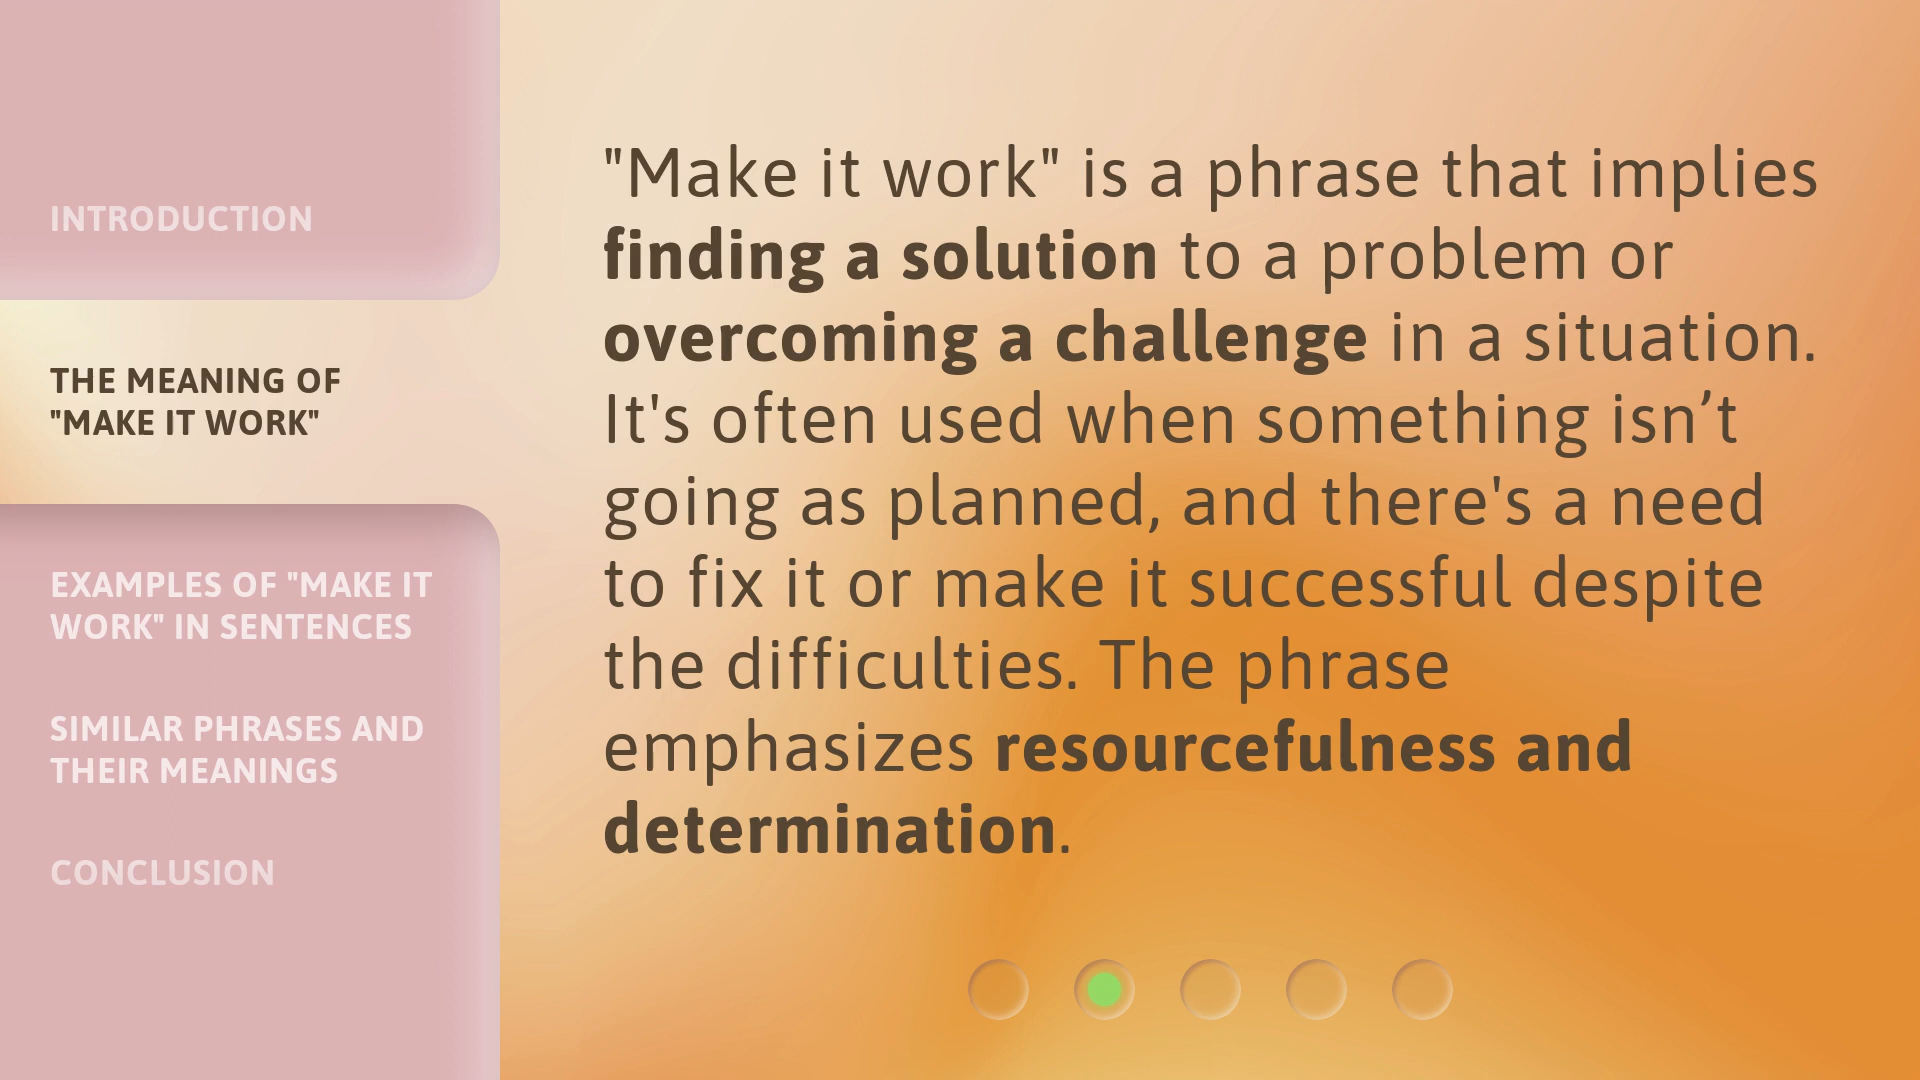 INTRODUCTION
THE MEANING OF
"MAKE IT WORK"
EXAMPLES OF "MAKE IT
WORK" IN SENTENCES
SIMILAR PHRASES AND
THEIR MEANINGS
CONCLUSION
"Make it work" is a phrase that implies
finding a solution to a problem or
overcoming a challenge in a situation.
It's often used when something isn’t
going as planned, and there's a need
to fix it or make it successful despite
the difficulties. The phrase
emphasizes resourcefulness and
determination.